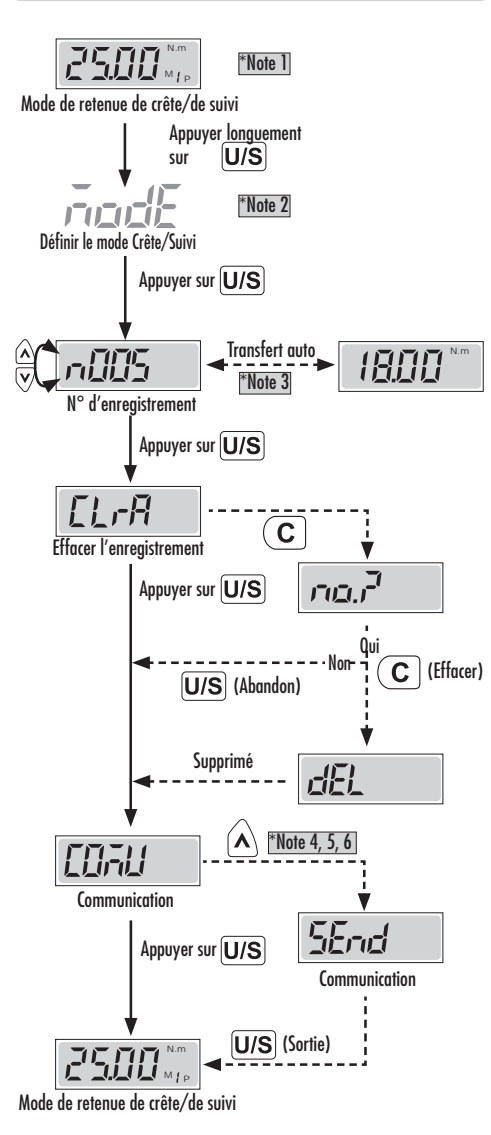 25.00 N.m M1P *Note 1
Mode de retenue de crête/de suivi
Appuyer longuement
sur U/S
modE *Note 2
Définir le mode Crête/Suivi
Appuyer sur U/S
n005 Transfert auto 18.00 N.m
*Note 3
N° d'enregistrement
Appuyer sur U/S
CLrA
Effacer l'enregistrement
C
Appuyer sur U/S
no.?
Qui
Non
C (Effacer)
U/S (Abandon)
Supprimé
dEL
*Note 4, 5, 6
COMU
Communication
SEnd
Appuyer sur U/S
Communication
U/S (Sortie)
25.00 N.m M1P
Mode de retenue de crête/de suivi